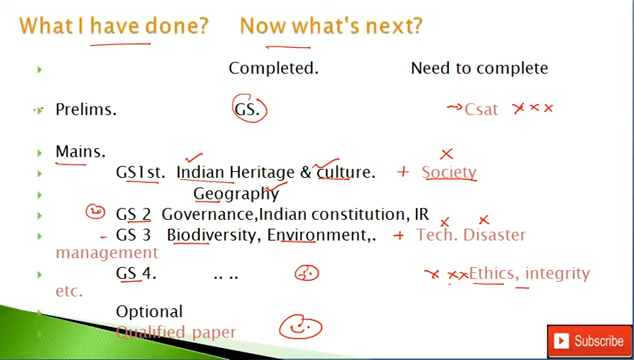 What I have done? Now what's next?
Completed. Need to complete
Prelims. GS. Csat x x x
Mains.
GS1st. Indian Heritage & culture. + Society
Geography
GS 2 Governance,Indian constitution, IR
GS 3 Biodiversity, Environment,. + Tech. Disaster
management
GS 4. .. .. x xx Ethics, integrity
etc.
Optional
Qualified paper
Subscribe